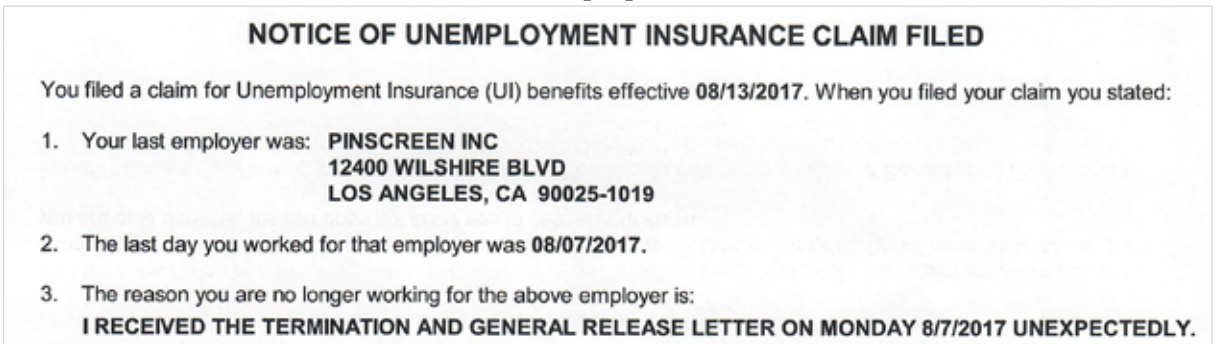 NOTICE OF UNEMPLOYMENT INSURANCE CLAIM FILED
You filed a claim for Unemployment Insurance (UI) benefits effective 08/13/2017. When you filed your claim you stated:
1. Your last employer was: PINSCREEN INC
12400 WILSHIRE BLVD
LOS ANGELES, CA 90025-1019
2. The last day you worked for that employer was 08/07/2017.
3. The reason you are no longer working for the above employer is:
I RECEIVED THE TERMINATION AND GENERAL RELEASE LETTER ON MONDAY 8/7/2017 UNEXPECTEDLY.